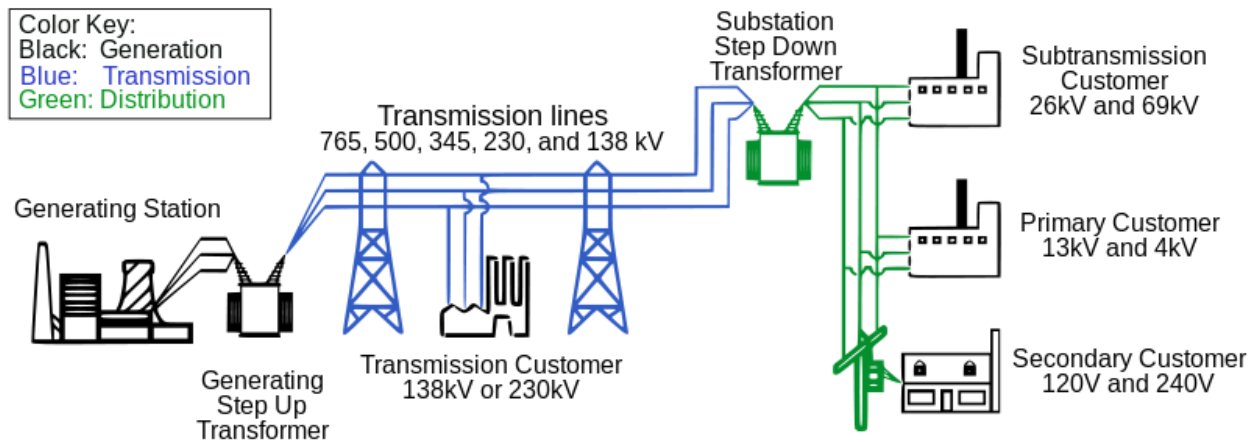 Color Key:
Black: Generation
Blue: Transmission
Green: Distribution
Substation
Step Down
Transformer
Subtransmission
Customer
26kV and 69kV
Transmission lines
765, 500, 345, 230, and 138 kV
Generating Station
Primary Customer
13kV and 4kV
Transmission Customer
138kV or 230kV
Generating
Step Up
Transformer
Secondary Customer
120V and 240V